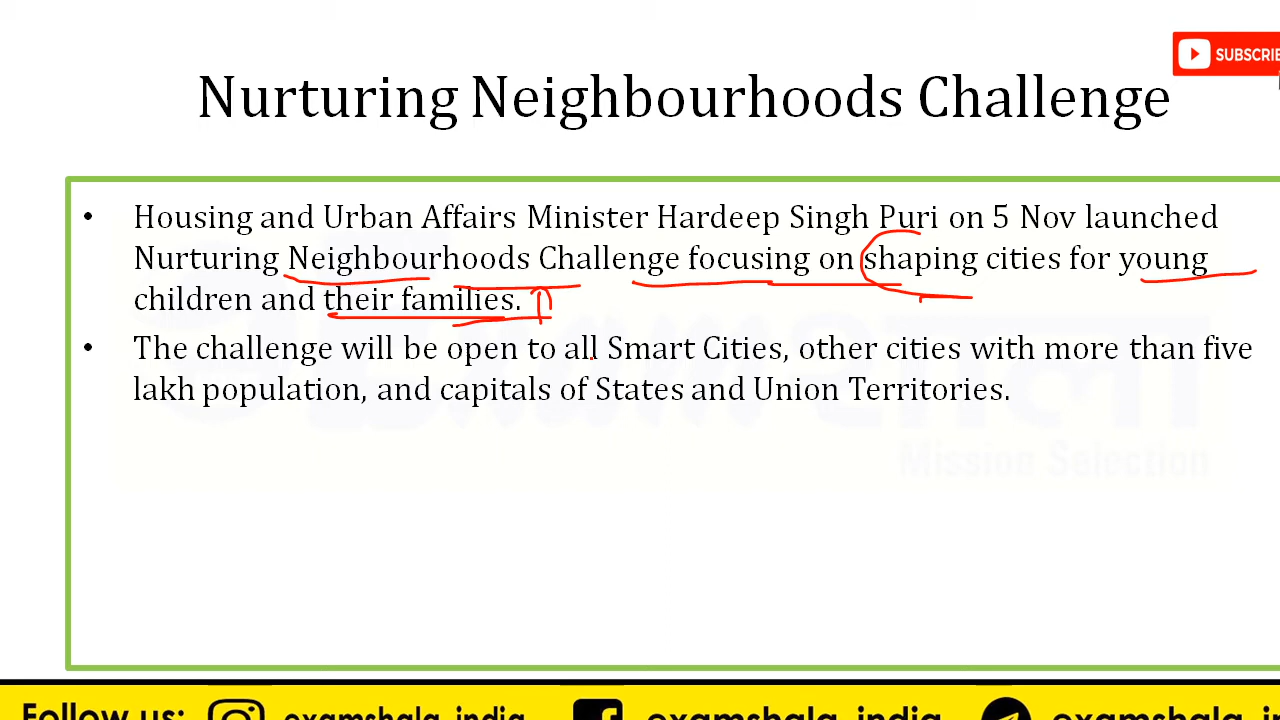 SUBSCRIBE
Nurturing Neighbourhoods Challenge
• Housing and Urban Affairs Minister Hardeep Singh Puri on 5 Nov launched
Nurturing Neighbourhoods Challenge focusing on shaping cities for young
children and their families.
• The challenge will be open to all Smart Cities, other cities with more than five
lakh population, and capitals of States and Union Territories.
Mission Selection
Follow us: examshala_india examshala_india